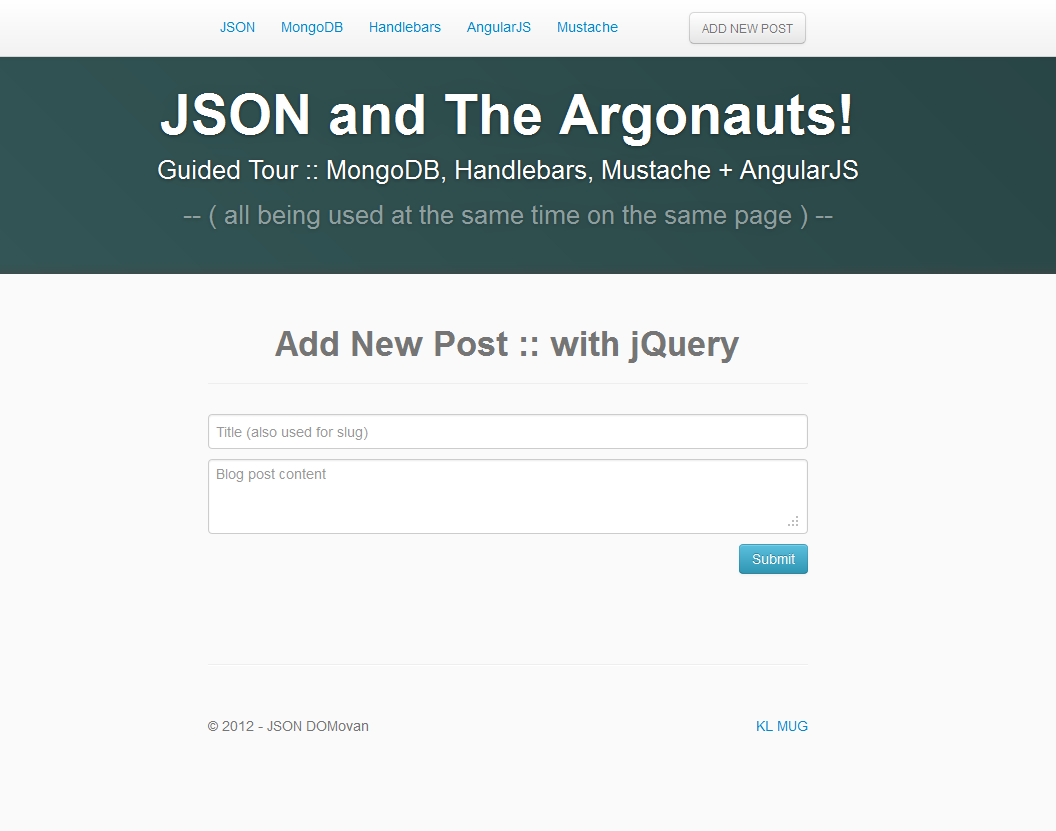 JSON MongoDB Handlebars AngularJS Mustache ADD NEW POST
JSON and The Argonauts!
Guided Tour :: MongoDB, Handlebars, Mustache + AngularJS
-- ( all being used at the same time on the same page ) --
Add New Post :: with jQuery
Title (also used for slug)
Blog post content
Submit
© 2012 - JSON DOMovan KL MUG